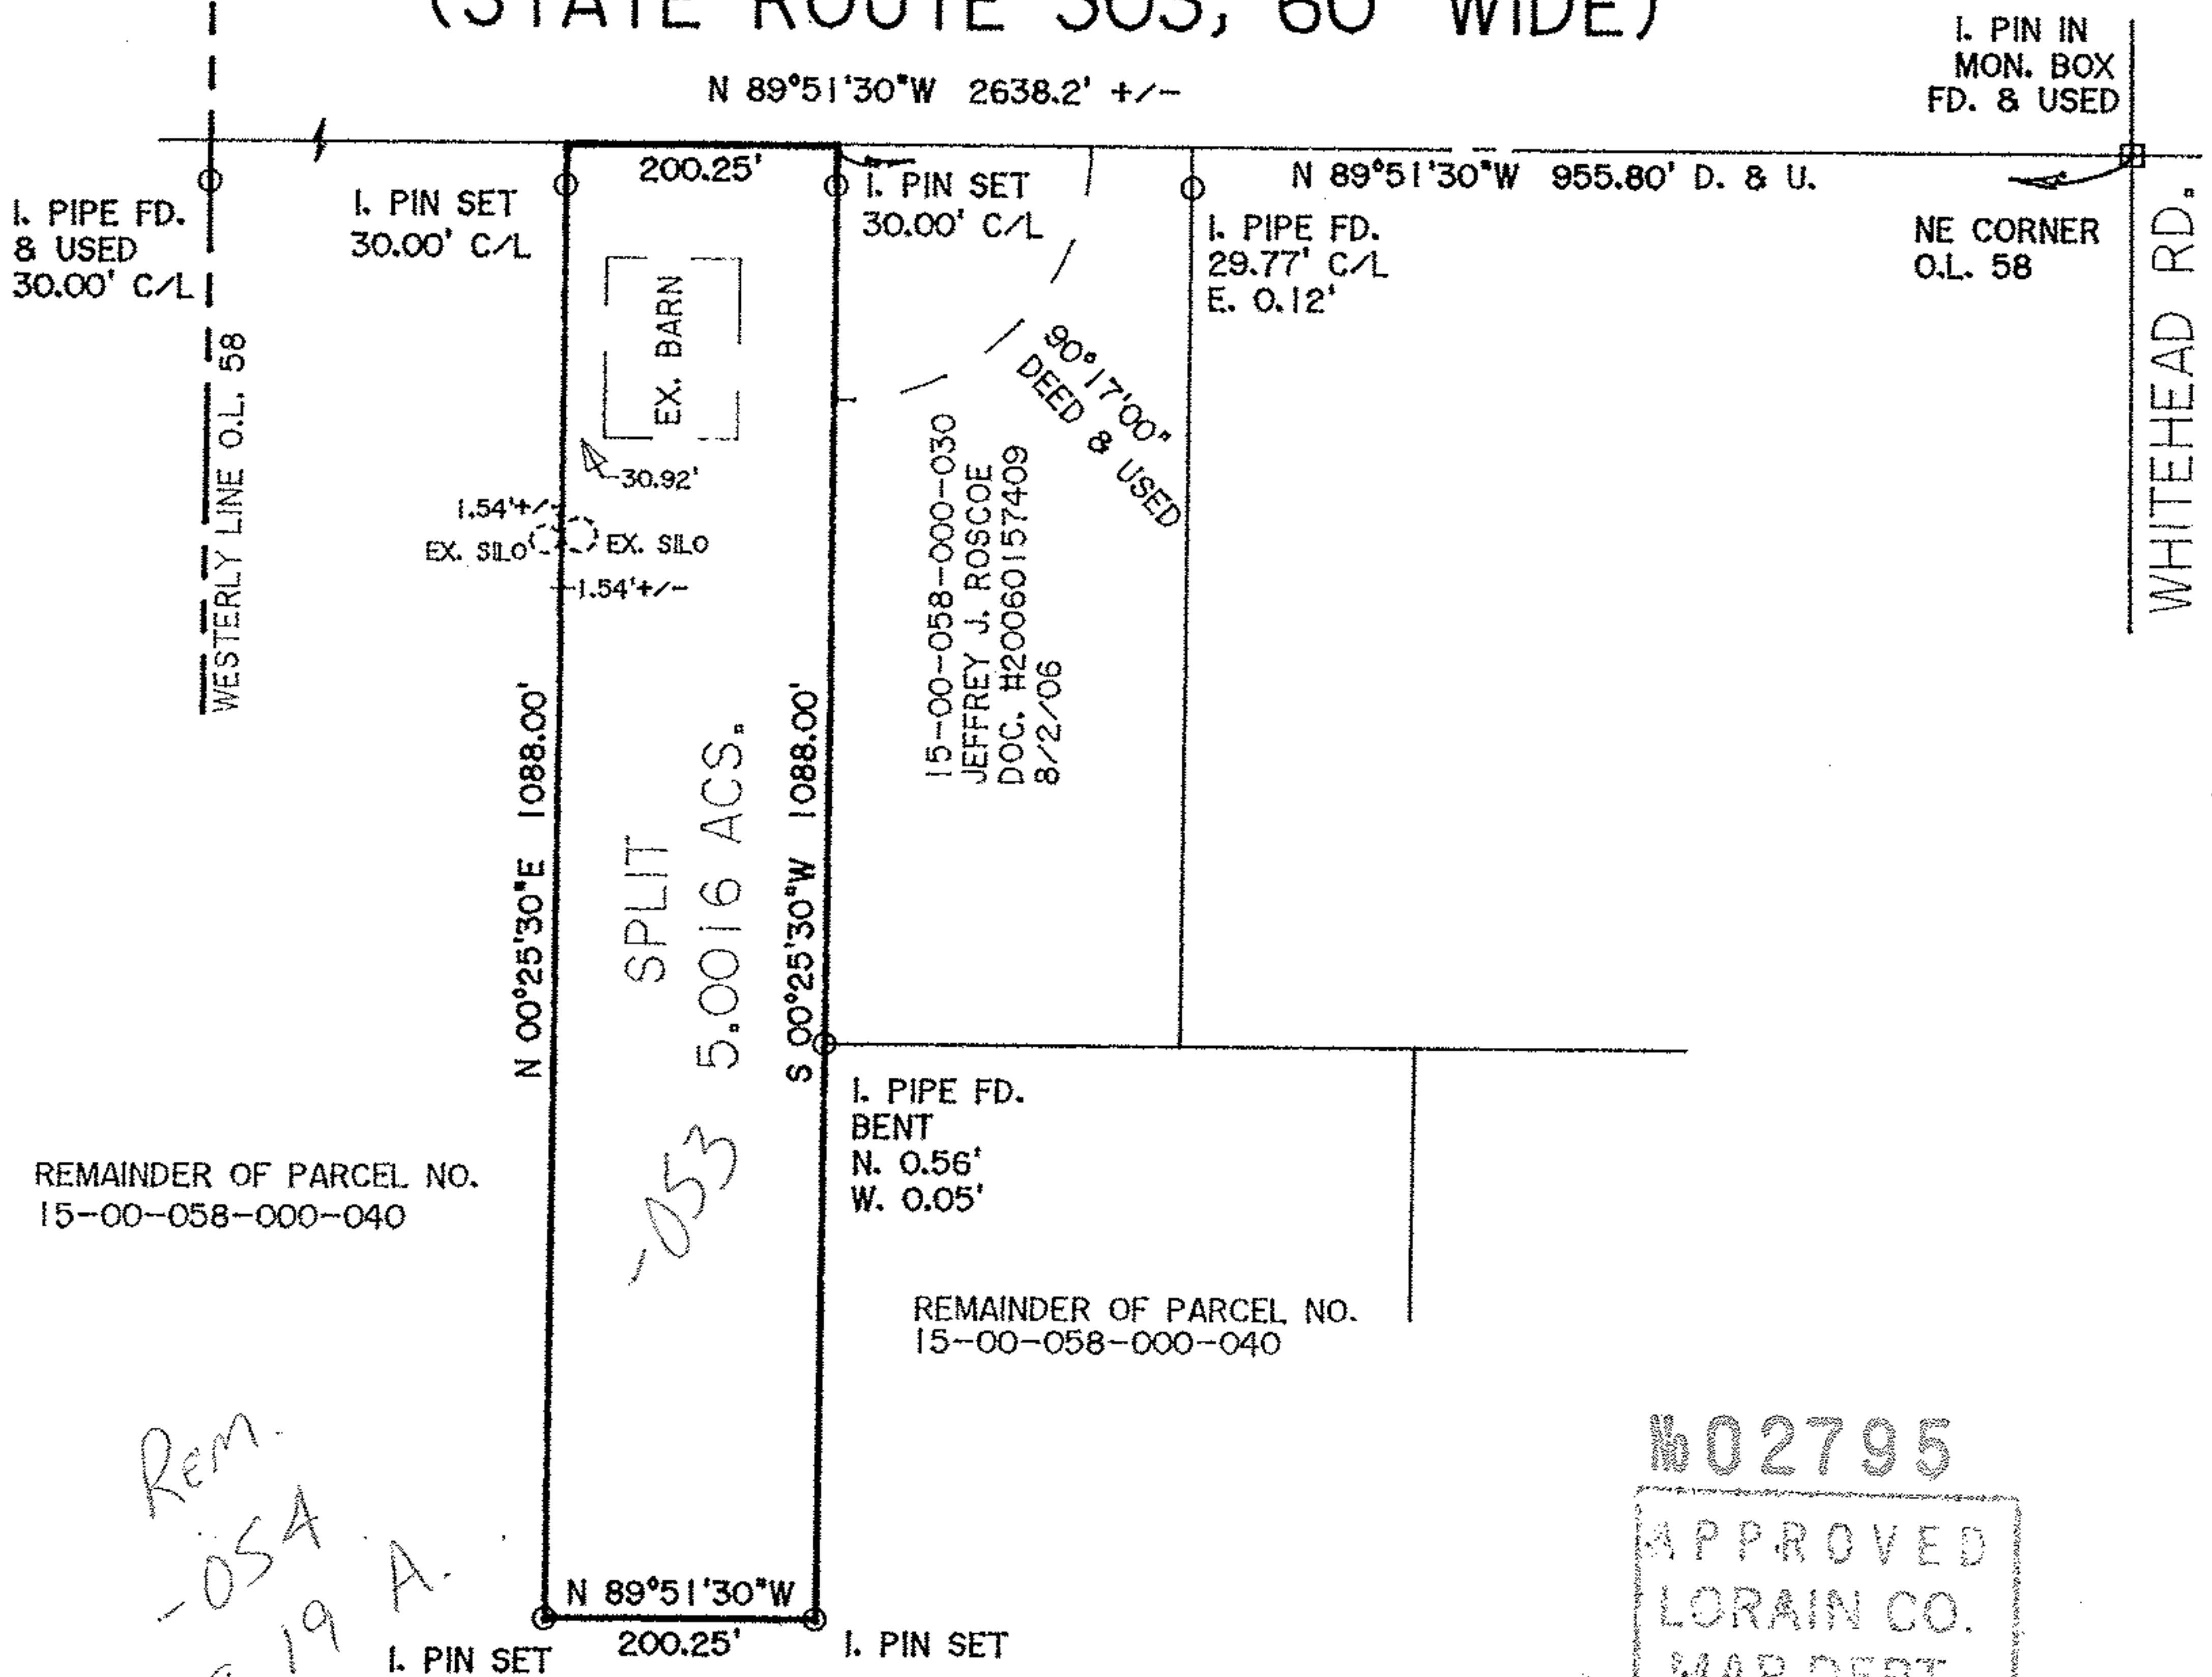 (STATE ROUTE 303, 60' WIDE)
N 89°51'30"W 2638.2' +/-
I. PIN IN
MON. BOX
FD. & USED
200.25'
I. PIPE FD.
& USED
30.00' C/L
I. PIN SET
30.00' C/L
I. PIN SET
30.00' C/L
N 89°51'30"W 955.80' D. & U.
I. PIPE FD.
29.77' C/L
E. 0.12'
NE CORNER
O.L. 58
WHITEHEAD RD.
WESTERLY LINE O.L. 58
EX. BARN
30.92'
1.54'+/-
EX. SILO
EX. SILO
1.54'+/-
90°17'00"
DEED & USED
15-00-058-000-030
JEFFREY J. ROSCOE
DOC. #20060157409
8/2/06
N 00°25'30"E 1088.00'
SPLIT
-053 5.0016 ACS.
S 00°25'30"W 1088.00'
I. PIPE FD.
BENT
N. 0.56'
W. 0.05'
REMAINDER OF PARCEL NO.
15-00-058-000-040
REMAINDER OF PARCEL NO.
15-00-058-000-040
Rem.
-054
19 A.
N 89°51'30"W
200.25'
I. PIN SET
I. PIN SET
№02795
APPROVED
LORAIN CO.
MAP DEPT.